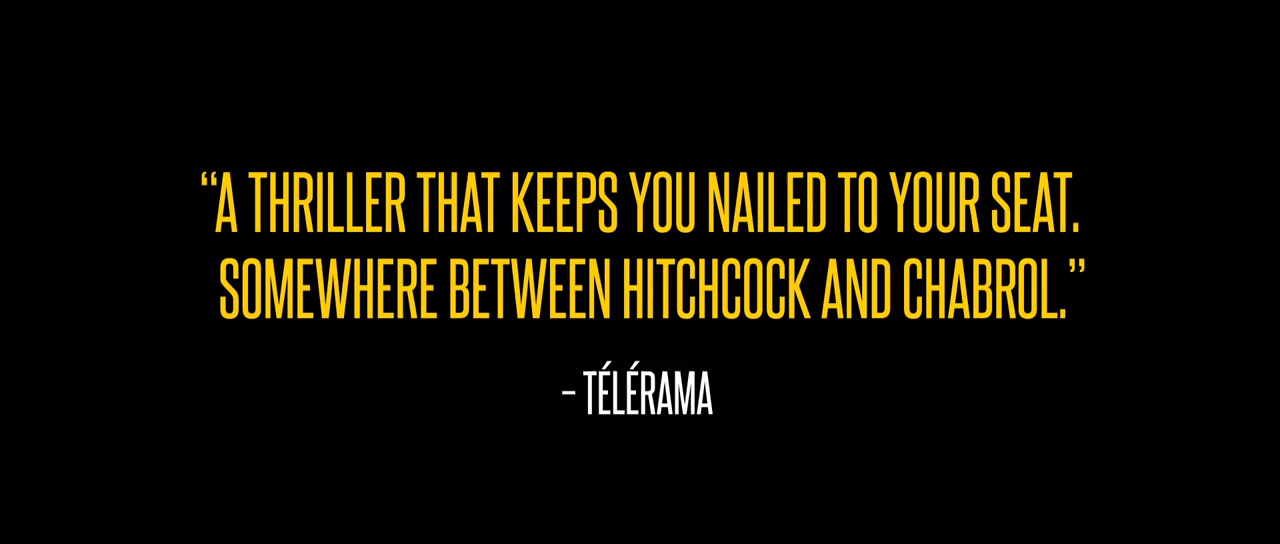 “A THRILLER THAT KEEPS YOU NAILED TO YOUR SEAT.
SOMEWHERE BETWEEN HITCHCOCK AND CHABROL.”
– TÉLÉRAMA